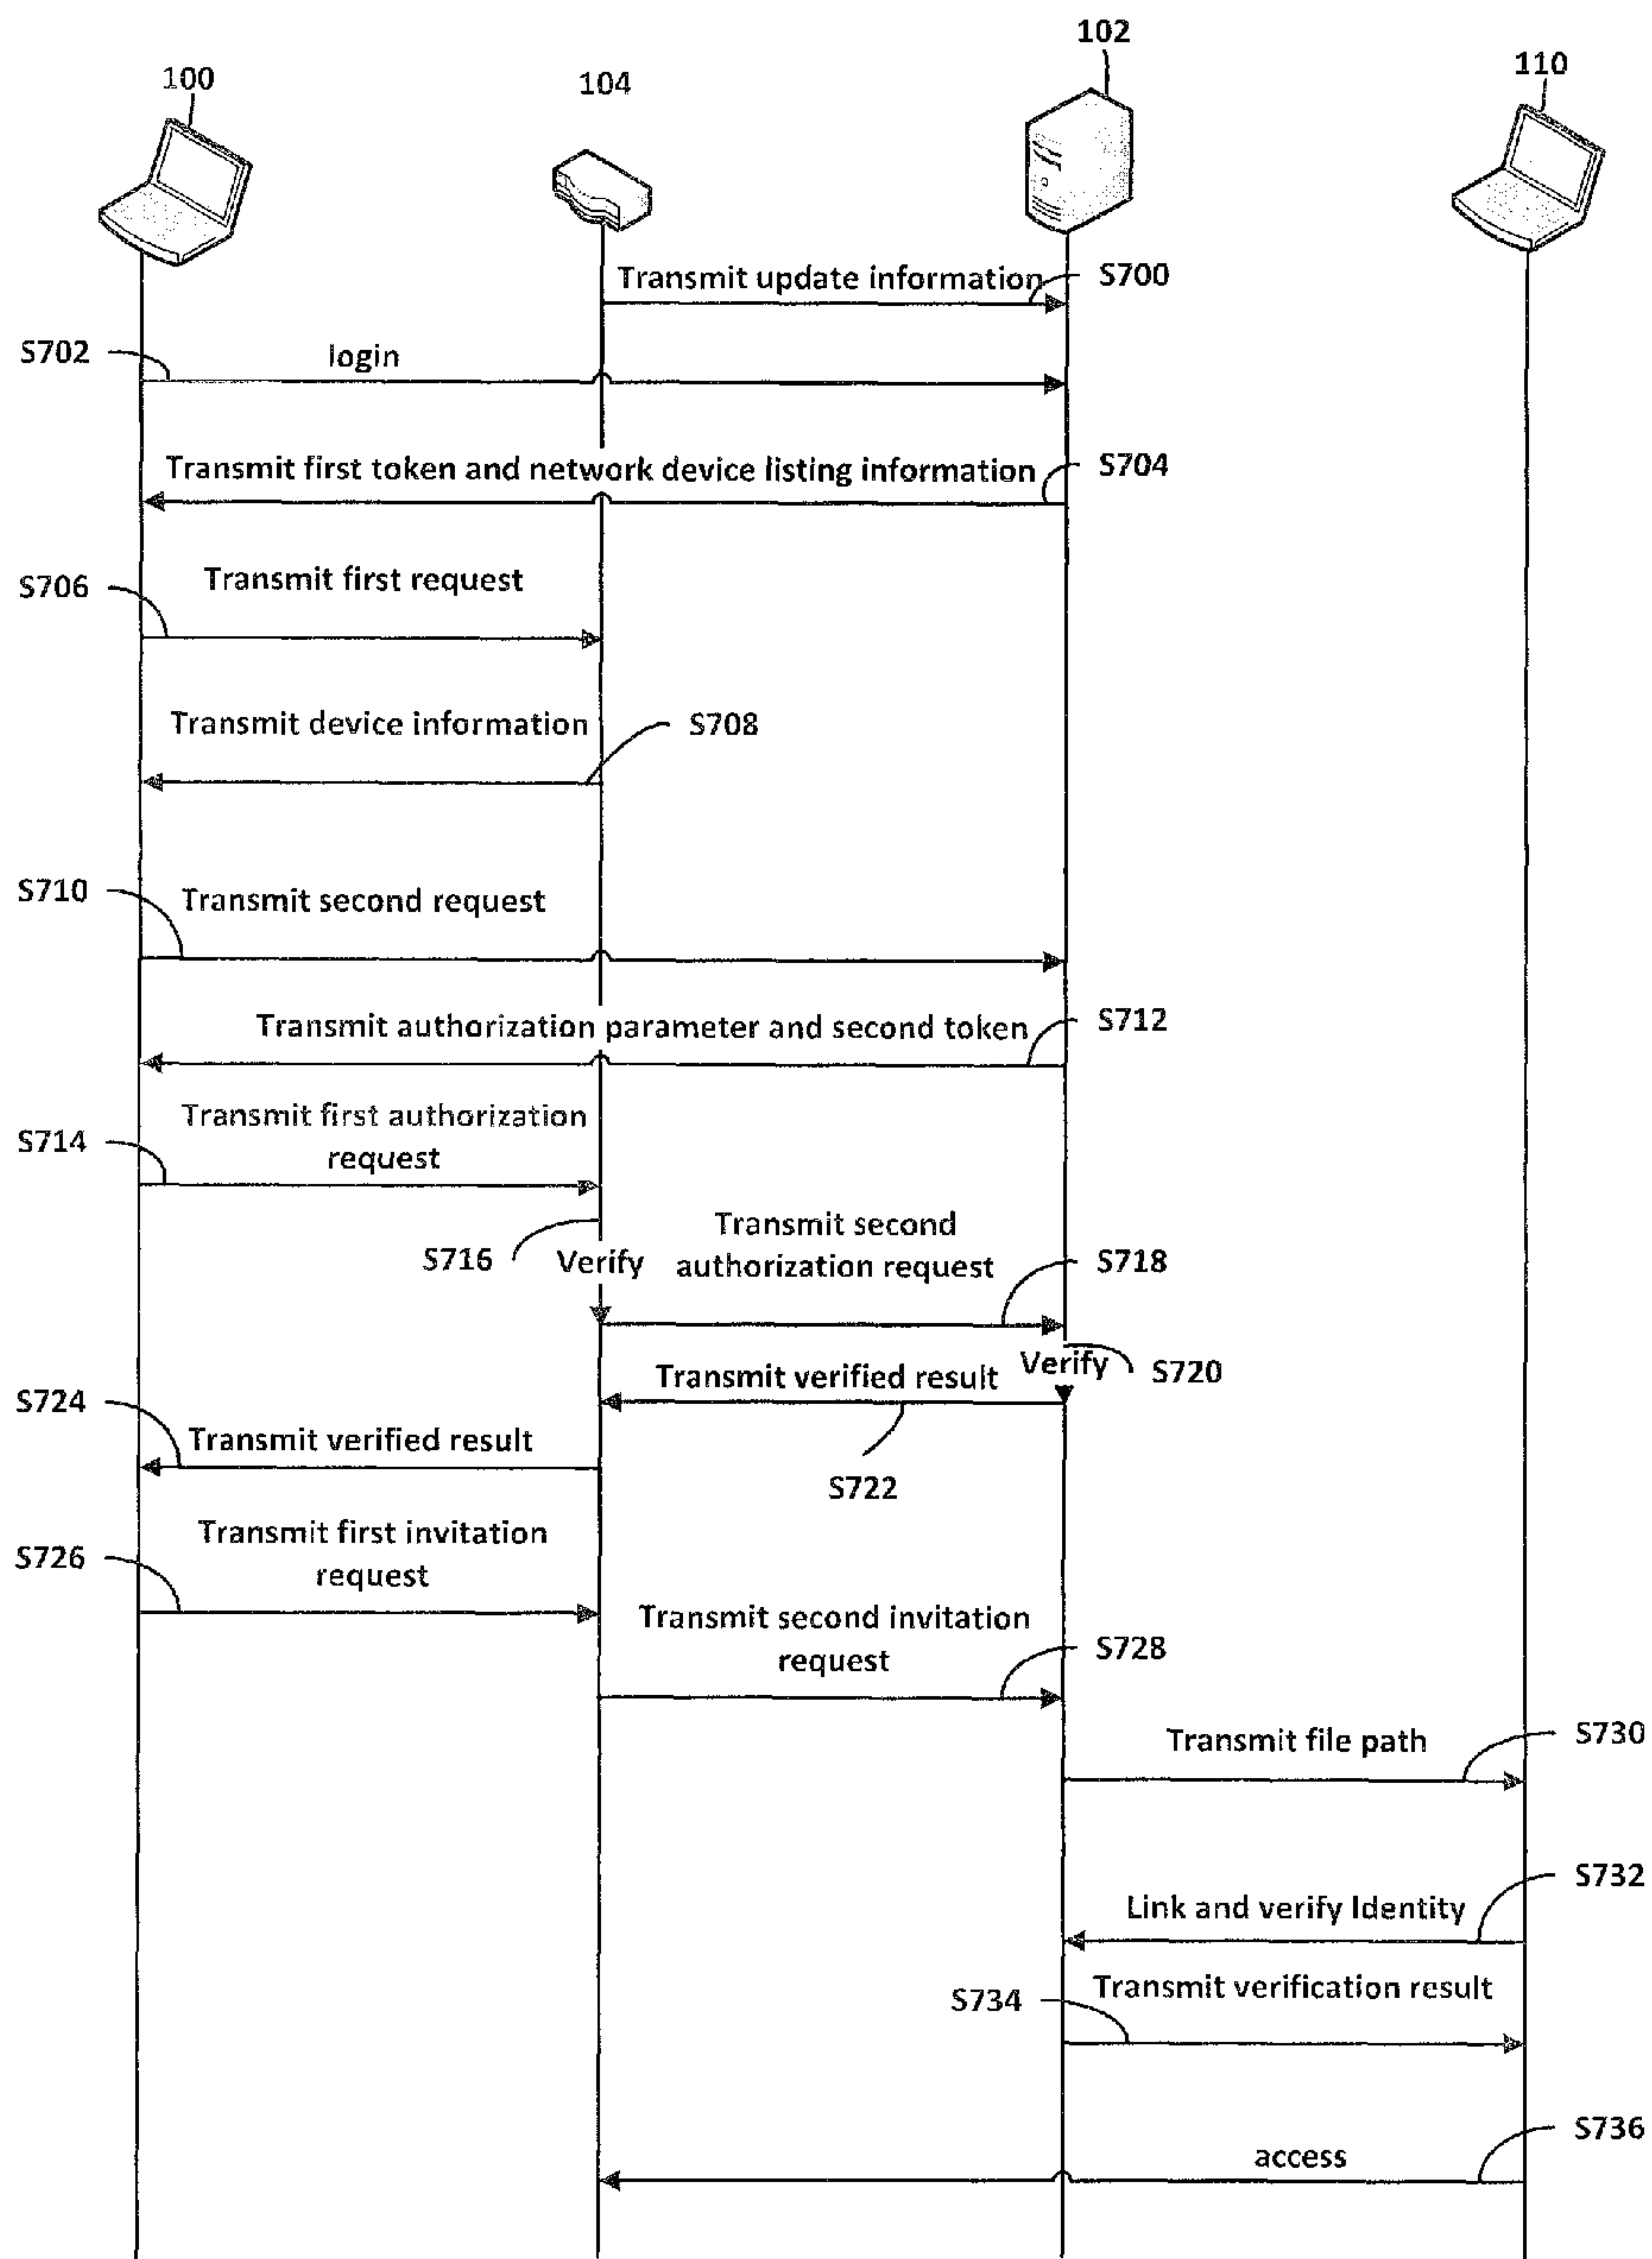 102
100
104
110
Transmit update information
S700
S702
login
Transmit first token and network device listing information
S704
Transmit first request
S706
Transmit device information
S708
S710
Transmit second request
Transmit authorization parameter and second token
S712
Transmit first authorization
request
S714
Transmit second
authorization request
S716
Verify
S718
Verify
S720
Transmit verified result
S724
Transmit verified result
S722
Transmit first invitation
request
S726
Transmit second invitation
request
S728
Transmit file path
S730
S732
Link and verify Identity
Transmit verification result
S734
S736
access